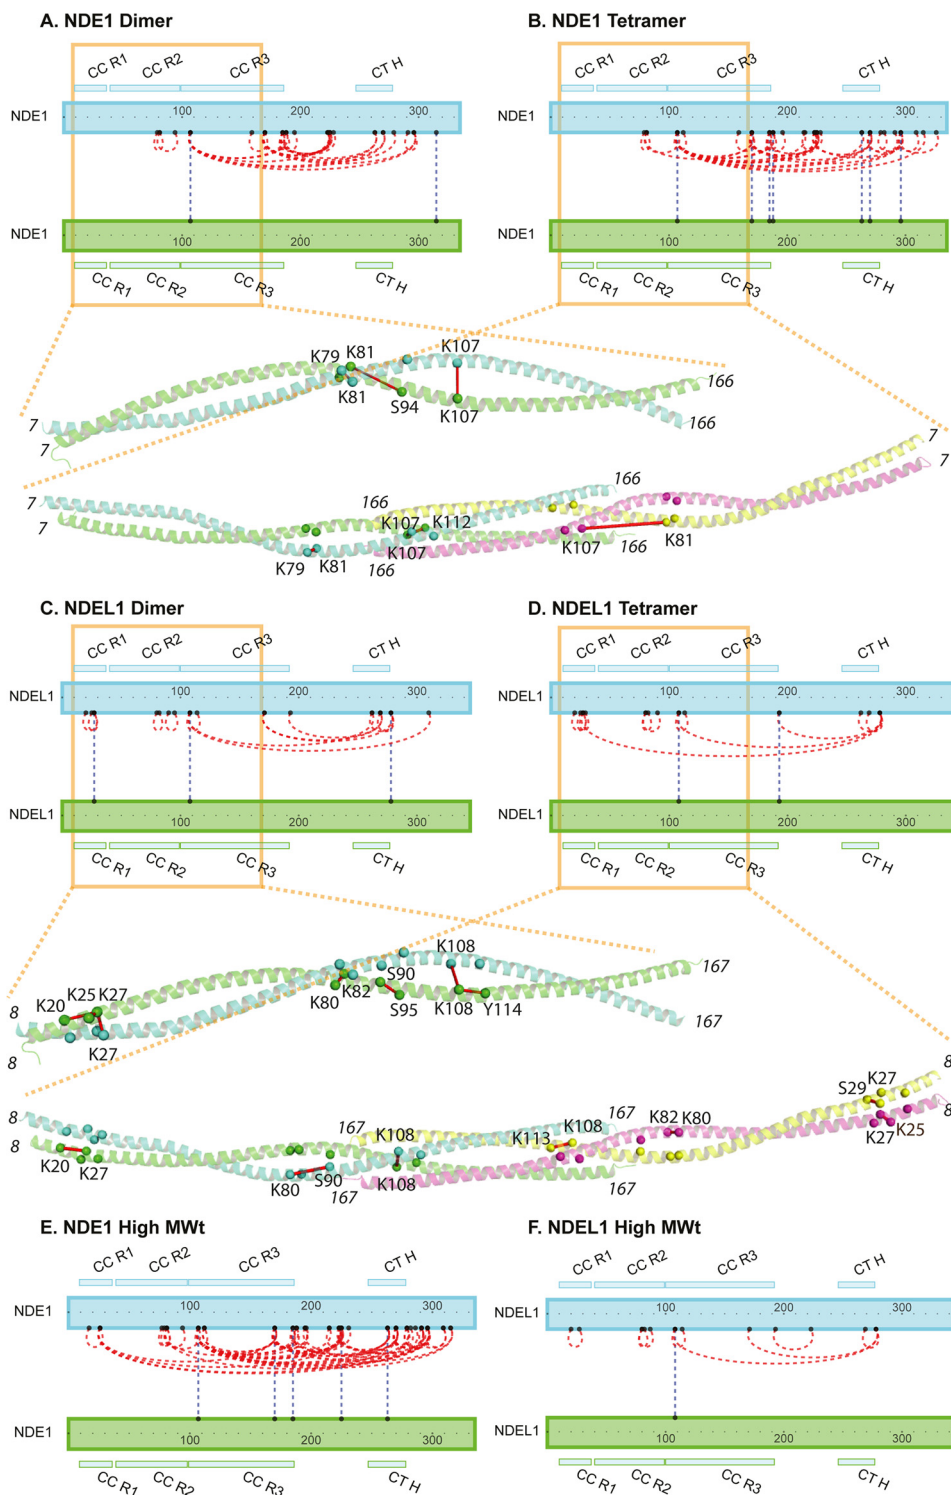 A. NDE1 Dimer
B. NDE1 Tetramer
CC R1 CC R2 CC R3 CT H
CC R1 CC R2 CC R3 CT H
NDE1 100 200 300
NDE1 100 200 300
NDE1 100 200 300
NDE1 100 200 300
CC R1 CC R2 CC R3 CT H
CC R1 CC R2 CC R3 CT H
K79 K81 K107
K81 S94 K107
166
166
7
7
7
7
166
166
7
7
K107 K112
K107
K79 K81
166
K107
166
K81
C. NDEL1 Dimer
D. NDEL1 Tetramer
CC R1 CC R2 CC R3 CT H
CC R1 CC R2 CC R3 CT H
NDEL1 100 200 300
NDEL1 100 200 300
NDEL1 100 200 300
NDEL1 100 200 300
CC R1 CC R2 CC R3 CT H
CC R1 CC R2 CC R3 CT H
K108
S90
167
K20 K25 K27
K80 K82
S95 K108 Y114
8
K27
167
8
8
K27
S29
8
8
167
K108
K113 K108
167
K82 K80
8
K27 K25
K20 K27
K80 S90
167
K108
167
E. NDE1 High MWt
F. NDEL1 High MWt
CC R1 CC R2 CC R3 CT H
CC R1 CC R2 CC R3 CT H
NDE1 100 200 300
NDEL1 100 200 300
NDE1 100 200 300
NDEL1 100 200 300
CC R1 CC R2 CC R3 CT H
CC R1 CC R2 CC R3 CT H